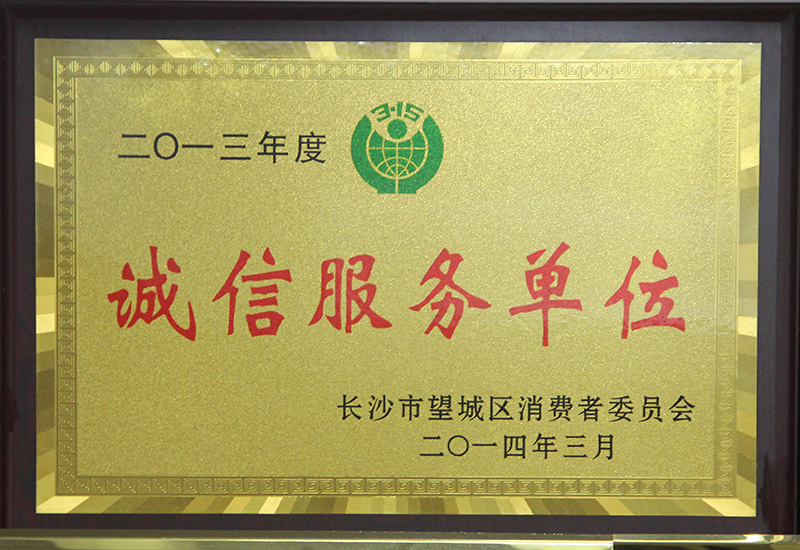 二〇一三年度
3·15
诚信服务单位
长沙市望城区消费者委员会
二〇一四年三月